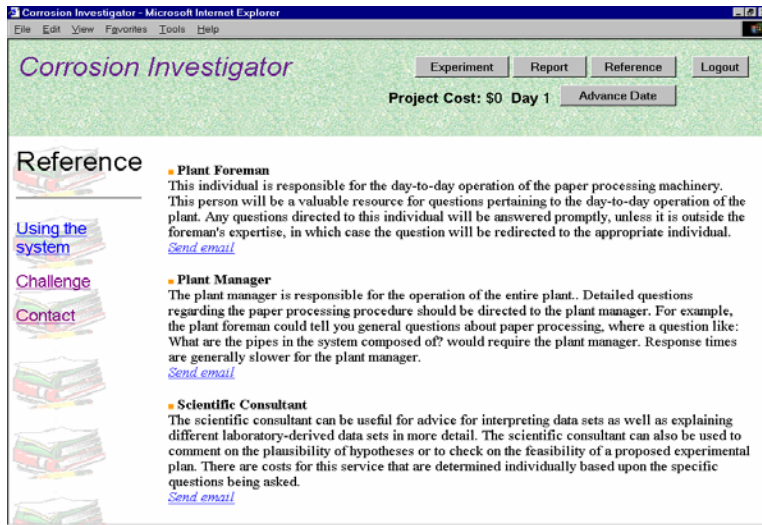 Corrosion Investigator - Microsoft Internet Explorer
File Edit View Favorites Tools Help
Corrosion Investigator
Experiment Report Reference Logout
Project Cost: $0 Day 1 Advance Date
Reference
Using the
system
Challenge
Contact
Plant Foreman
This individual is responsible for the day-to-day operation of the paper processing machinery.
This person will be a valuable resource for questions pertaining to the day-to-day operation of the
plant. Any questions directed to this individual will be answered promptly, unless it is outside the
foreman's expertise, in which case the question will be redirected to the appropriate individual.
Send email
Plant Manager
The plant manager is responsible for the operation of the entire plant.. Detailed questions
regarding the paper processing procedure should be directed to the plant manager. For example,
the plant foreman could tell you general questions about paper processing, where a question like:
What are the pipes in the system composed of? would require the plant manager. Response times
are generally slower for the plant manager.
Send email
Scientific Consultant
The scientific consultant can be useful for advice for interpreting data sets as well as explaining
different laboratory-derived data sets in more detail. The scientific consultant can also be used to
comment on the plausibility of hypotheses or to check on the feasibility of a proposed experimental
plan. There are costs for this service that are determined individually based upon the specific
questions being asked.
Send email